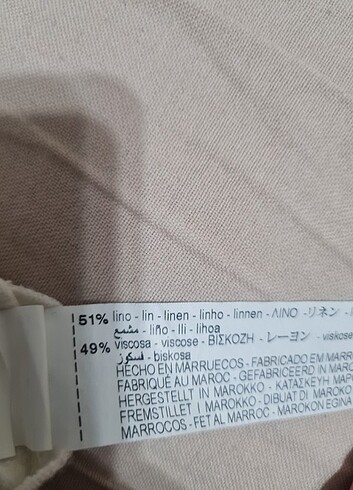 51% lino - lin - linen - linho - linnen - ΛΙΝΟ - リネン -
مشمع - liño - lli - lihoa
49% viscosa - viscose - ΒΙΣΚΟΖΗ - レーヨン - viskose
فسكوز - biskosa
HECHO EN MARRUECOS - FABRICADO EM MARR
FABRIQUÉ AU MAROC - GEFABRICEERD IN MARO
HERGESTELLT IN MAROKKO - ΚΑΤΑΣΚΕΥΗ ΜΑΡ
FREMSTILLET I MAROKKO - DIBUAT DI MAROKO
MARROCOS - FET AL MARROC - MAROKON EGINA